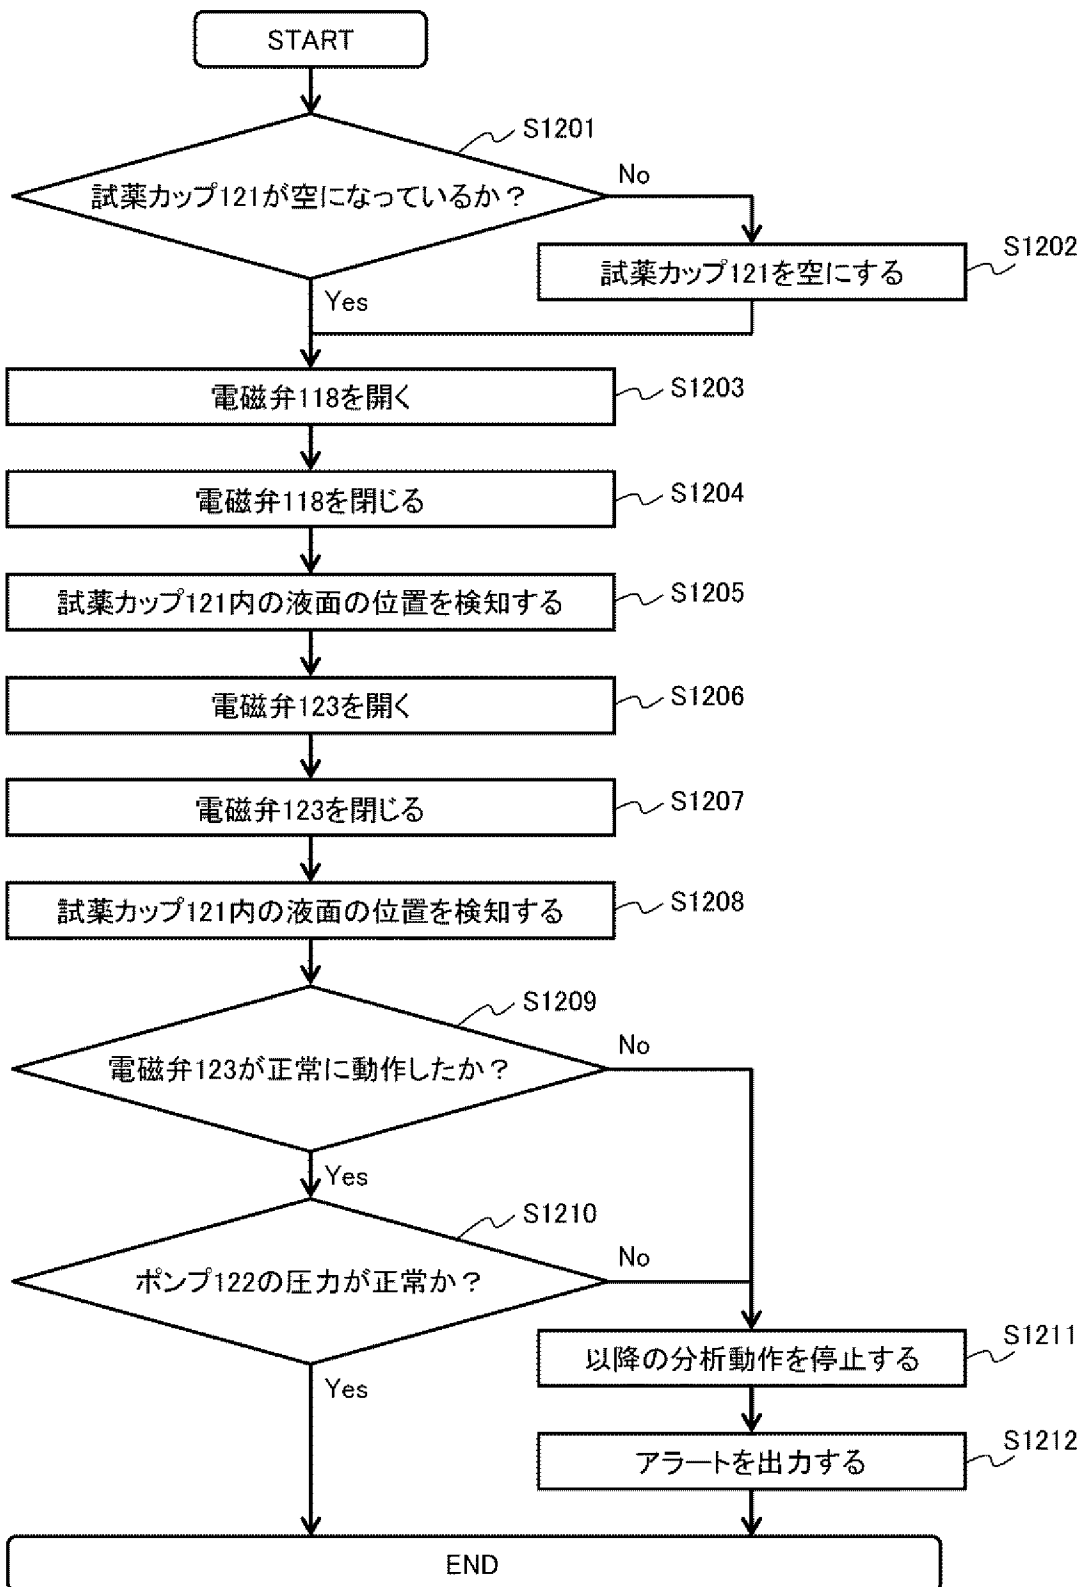 START
S1201
試薬カップ121が空になっているか？
No
S1202
試薬カップ121を空にする
Yes
電磁弁118を開く
S1203
電磁弁118を閉じる
S1204
試薬カップ121内の液面の位置を検知する
S1205
電磁弁123を開く
S1206
電磁弁123を閉じる
S1207
試薬カップ121内の液面の位置を検知する
S1208
S1209
電磁弁123が正常に動作したか？
No
Yes
S1210
ポンプ122の圧力が正常か？
No
S1211
以降の分析動作を停止する
Yes
S1212
アラートを出力する
END